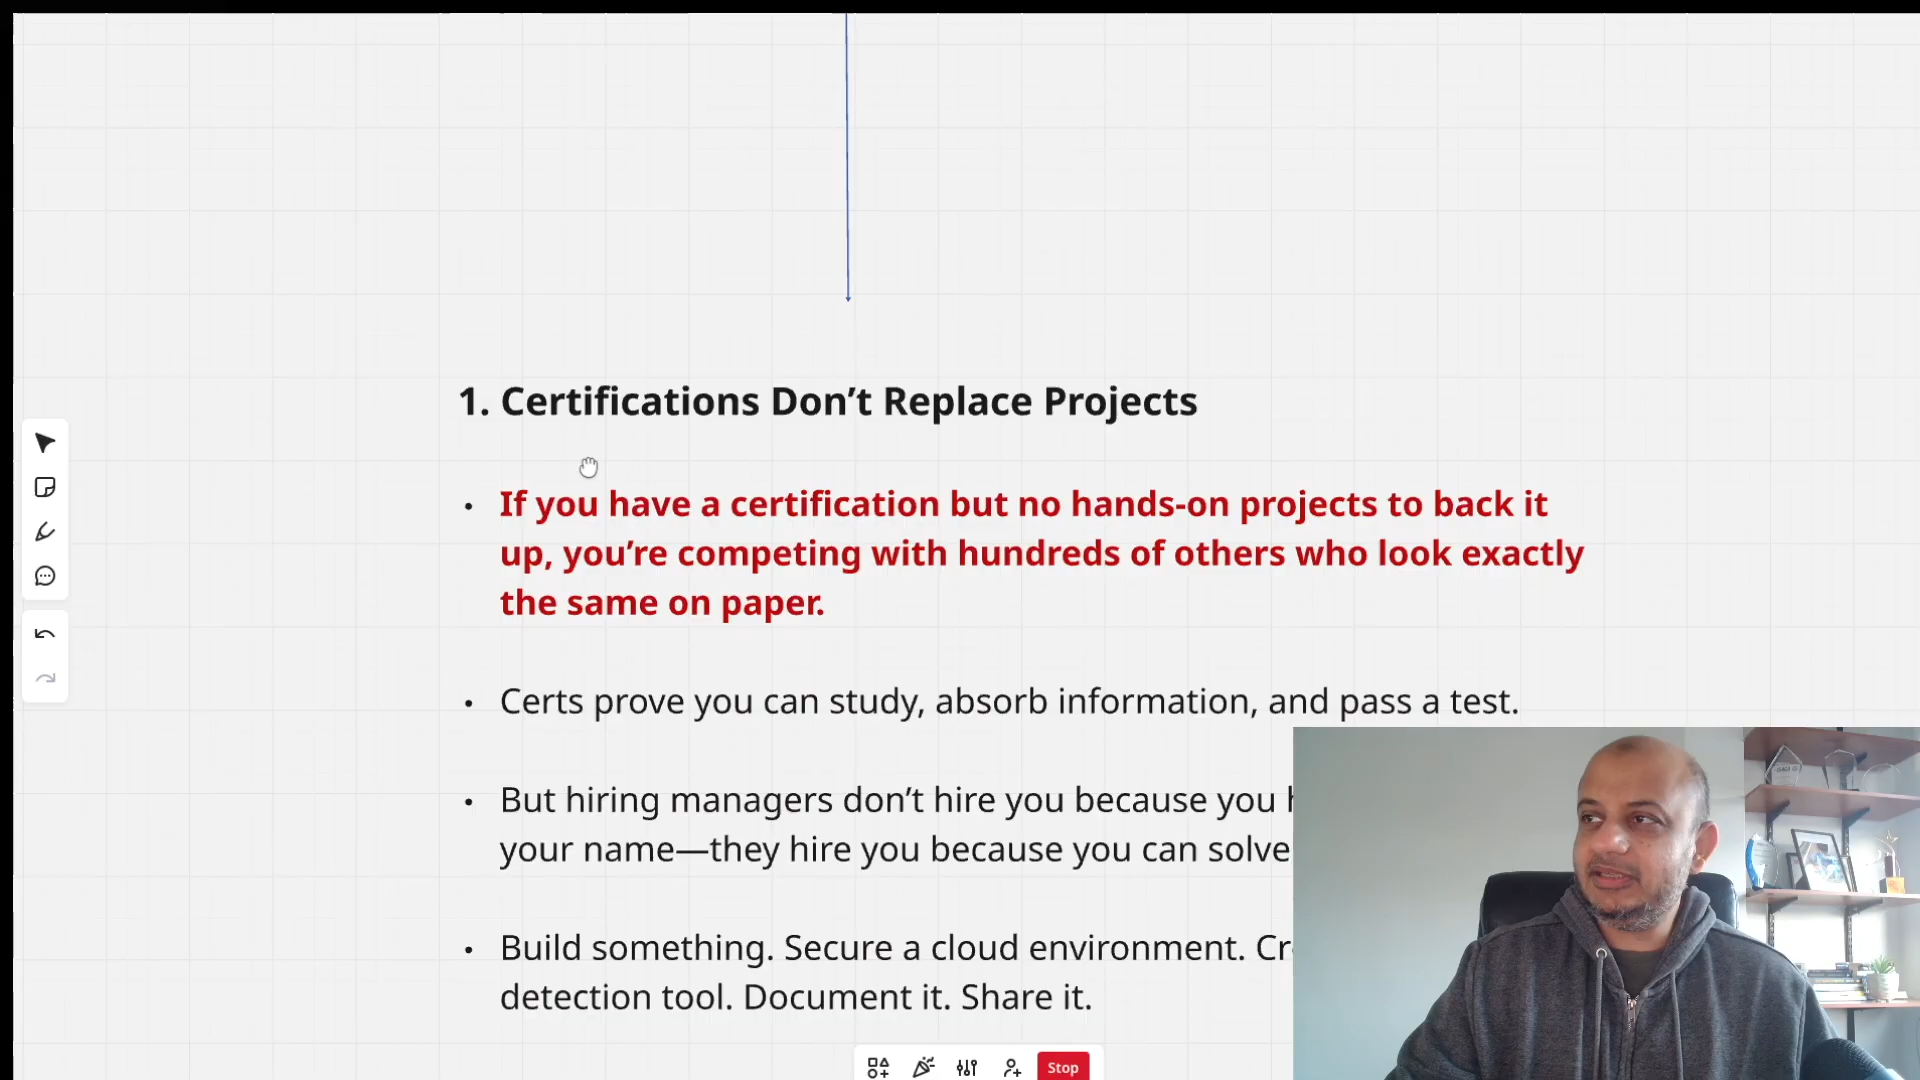 1. Certifications Don’t Replace Projects
• If you have a certification but no hands-on projects to back it
up, you’re competing with hundreds of others who look exactly
the same on paper.
• Certs prove you can study, absorb information, and pass a test.
• But hiring managers don’t hire you because you
your name—they hire you because you can solve
• Build something. Secure a cloud environment.
detection tool. Document it. Share it.
Stop